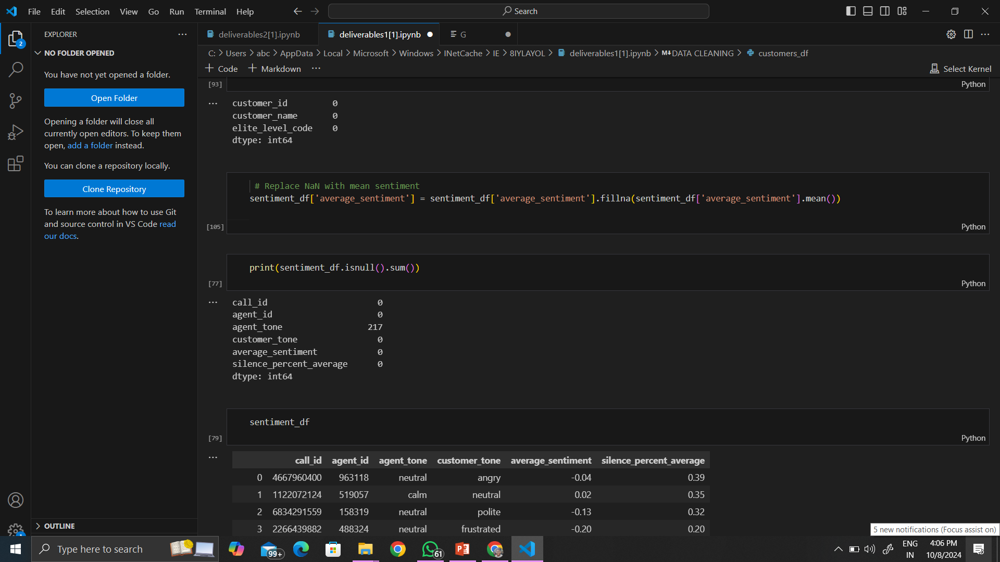 File Edit Selection View Go Run Terminal Help
Search
EXPLORER
NO FOLDER OPENED
You have not yet opened a folder.
Open Folder
Opening a folder will close all
currently open editors. To keep them
open, add a folder instead.
You can clone a repository locally.
Clone Repository
To learn more about how to use Git
and source control in VS Code read
our docs.
OUTLINE
2
deliverables2[1].ipynb
deliverables1[1].ipynb
G
C: > Users > abc > AppData > Local > Microsoft > Windows > INetCache > IE > 8IYLAYOL > deliverables1[1].ipynb > M↓DATA CLEANING > customers_df
+ Code + Markdown ···
Select Kernel
[93]
Python
customer_id 0
customer_name 0
elite_level_code 0
dtype: int64
# Replace NaN with mean sentiment
sentiment_df['average_sentiment'] = sentiment_df['average_sentiment'].fillna(sentiment_df['average_sentiment'].mean())
[105]
Python
print(sentiment_df.isnull().sum())
[77]
Python
call_id 0
agent_id 0
agent_tone 217
customer_tone 0
average_sentiment 0
silence_percent_average 0
dtype: int64
sentiment_df
[79]
Python
call_id agent_id agent_tone customer_tone average_sentiment silence_percent_average
0 4667960400 963118 neutral angry -0.04 0.39
1 1122072124 519057 calm neutral 0.02 0.35
2 6834291559 158319 neutral polite -0.13 0.32
3 2266439882 488324 neutral frustrated -0.20 0.20
5 new notifications (Focus assist on)
Type here to search
99+
61
ENG
IN
4:06 PM
10/8/2024